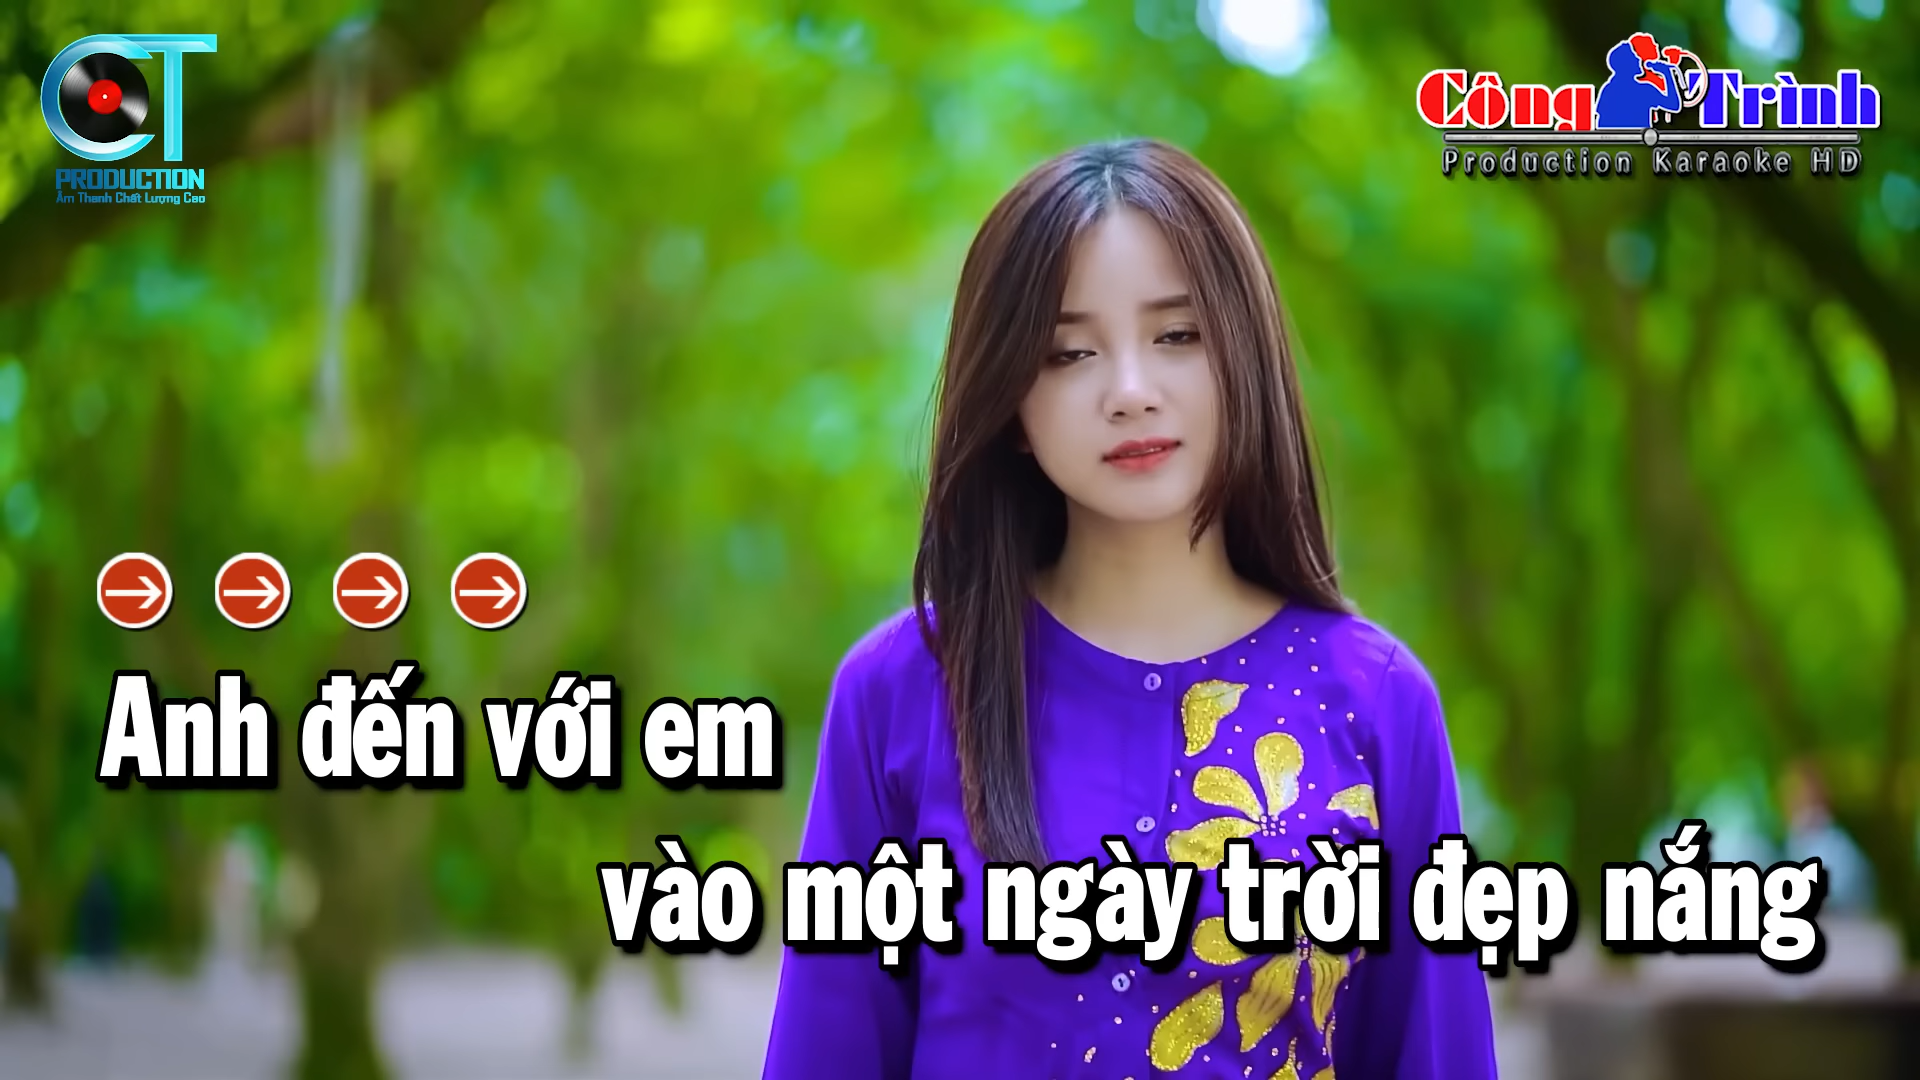 CT
PRODUCTION
Âm Thanh Chất Lượng Cao
Công Trình
Production Karaoke HD
Anh đến với em
vào một ngày trời đẹp nắng